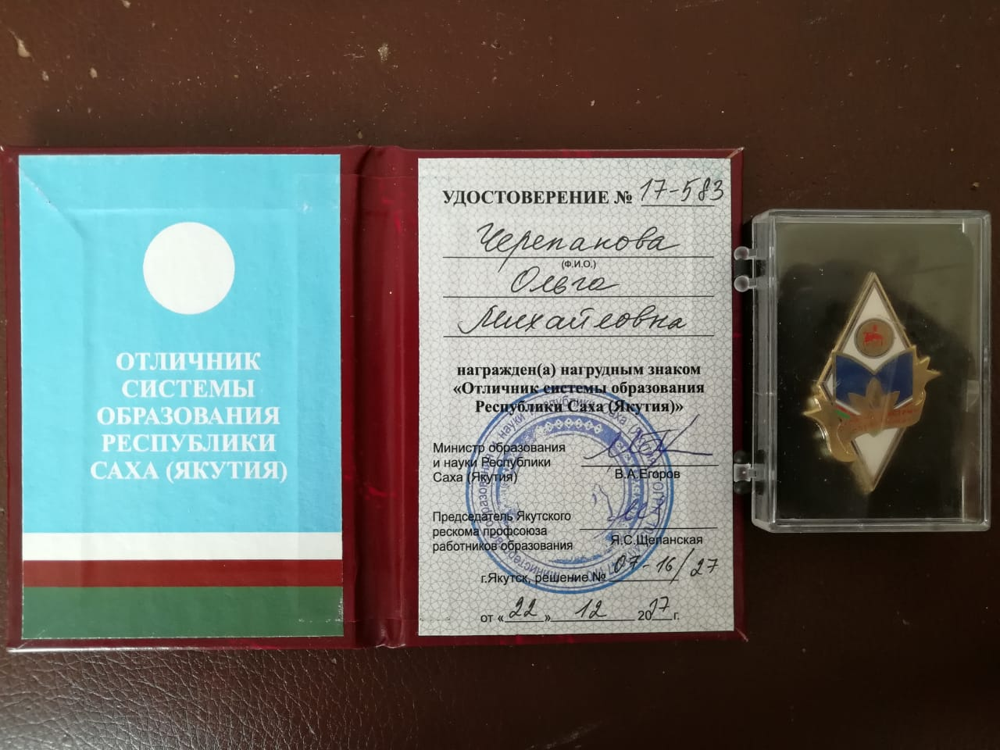 ОТЛИЧНИК
СИСТЕМЫ
ОБРАЗОВАНИЯ
РЕСПУБЛИКИ
САХА (ЯКУТИЯ)
УДОСТОВЕРЕНИЕ № 17-583
Черепанова
(Ф.И.О.)
Ольга
Михайловна
награжден(а) нагрудным знаком
«Отличник системы образования
Республики Саха (Якутия)»
Министр образования
и науки Республики
Саха (Якутия)
В.А.Егоров
Председатель Якутского
рескома профсоюза
работников образования
Я.С.Щепанская
г.Якутск, решение № 07-16/27
от «22» 12 2017г.